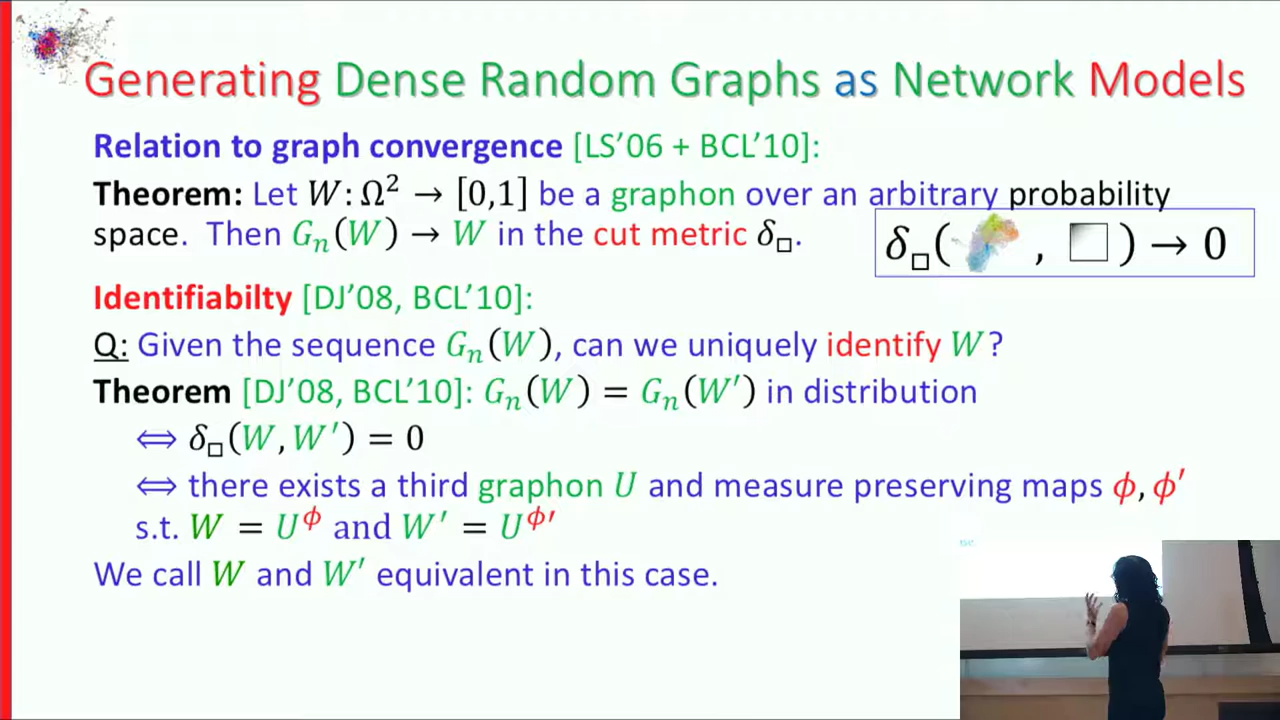 Generating Dense Random Graphs as Network Models
Relation to graph convergence [LS'06 + BCL'10]:
Theorem: Let W: Ω² → [0,1] be a graphon over an arbitrary probability
space. Then Gₙ(W) → W in the cut metric δ□.
δ□( , ) → 0
Identifiabilty [DJ'08, BCL'10]:
Q: Given the sequence Gₙ(W), can we uniquely identify W?
Theorem [DJ'08, BCL'10]: Gₙ(W) = Gₙ(W′) in distribution
⟺ δ□(W, W′) = 0
⟺ there exists a third graphon U and measure preserving maps ϕ, ϕ′
s.t. W = U^ϕ and W′ = U^ϕ′
We call W and W′ equivalent in this case.